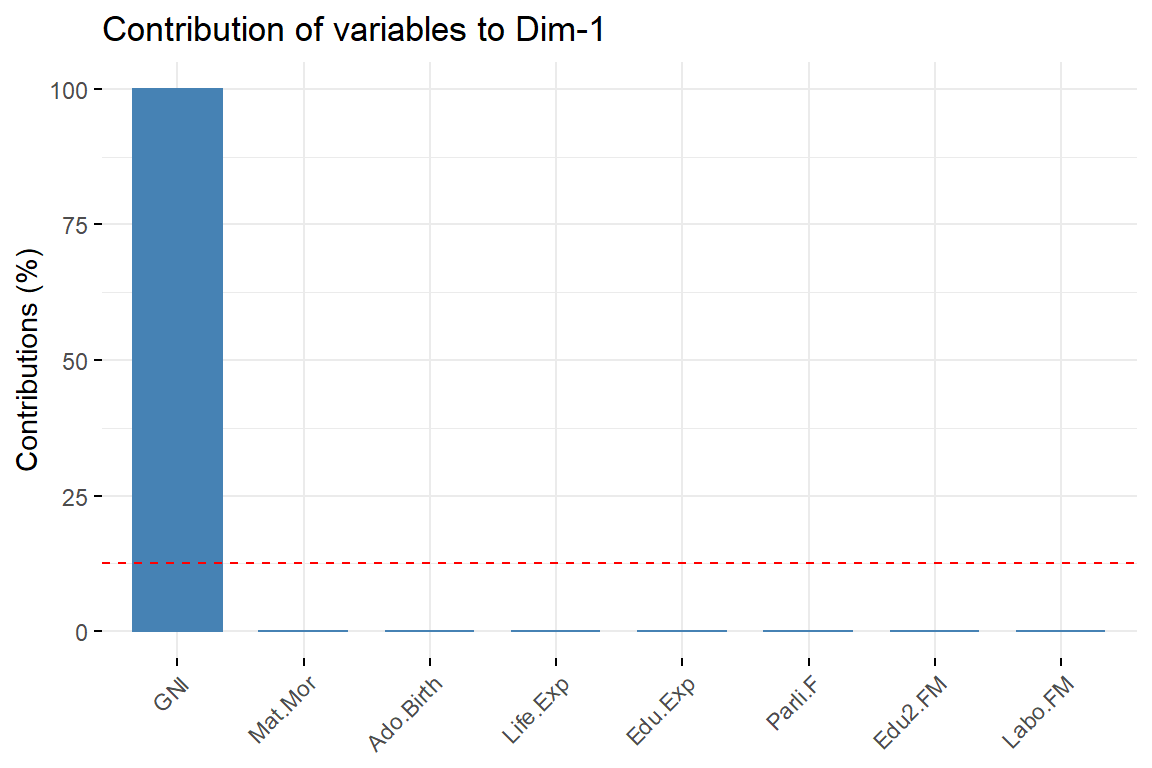 Contribution of variables to Dim-1
Contributions (%)
100
75
50
25
0
GNI
Mat.Mor
Ado.Birth
Life.Exp
Edu.Exp
Parli.F
Edu2.FM
Labo.FM